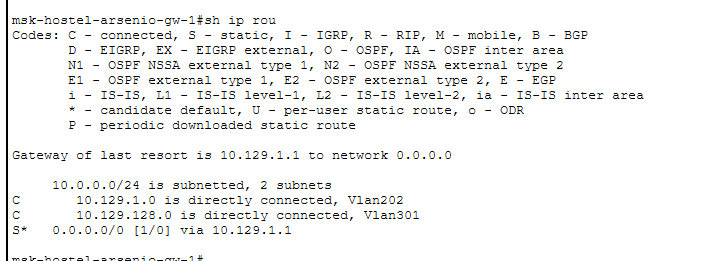 msk-hostel-arsenio-gw-1#sh ip rou
Codes: C - connected, S - static, I - IGRP, R - RIP, M - mobile, B - BGP
       D - EIGRP, EX - EIGRP external, O - OSPF, IA - OSPF inter area
       N1 - OSPF NSSA external type 1, N2 - OSPF NSSA external type 2
       E1 - OSPF external type 1, E2 - OSPF external type 2, E - EGP
       i - IS-IS, L1 - IS-IS level-1, L2 - IS-IS level-2, ia - IS-IS inter area
       * - candidate default, U - per-user static route, o - ODR
       P - periodic downloaded static route
Gateway of last resort is 10.129.1.1 to network 0.0.0.0
     10.0.0.0/24 is subnetted, 2 subnets
C       10.129.1.0 is directly connected, Vlan202
C       10.129.128.0 is directly connected, Vlan301
S*   0.0.0.0/0 [1/0] via 10.129.1.1
msk-hostel-arsenio-gw-1#